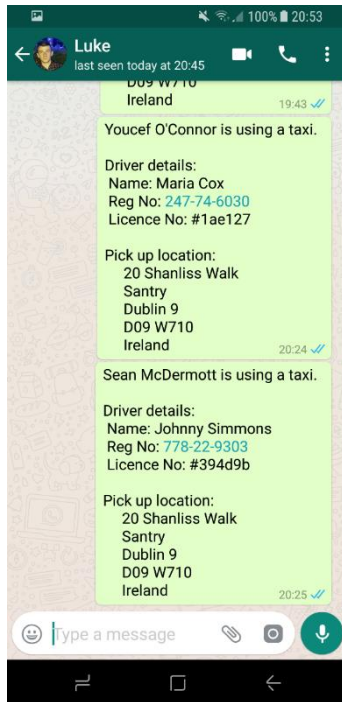 100% 20:53
Luke
last seen today at 20:45
D09 W710
Ireland
19:43
Youcef O'Connor is using a taxi.
Driver details:
Name: Maria Cox
Reg No: 247-74-6030
Licence No: #1ae127
Pick up location:
20 Shanliss Walk
Santry
Dublin 9
D09 W710
Ireland
20:24
Sean McDermott is using a taxi.
Driver details:
Name: Johnny Simmons
Reg No: 778-22-9303
Licence No: #394d9b
Pick up location:
20 Shanliss Walk
Santry
Dublin 9
D09 W710
Ireland
20:25
Type a message